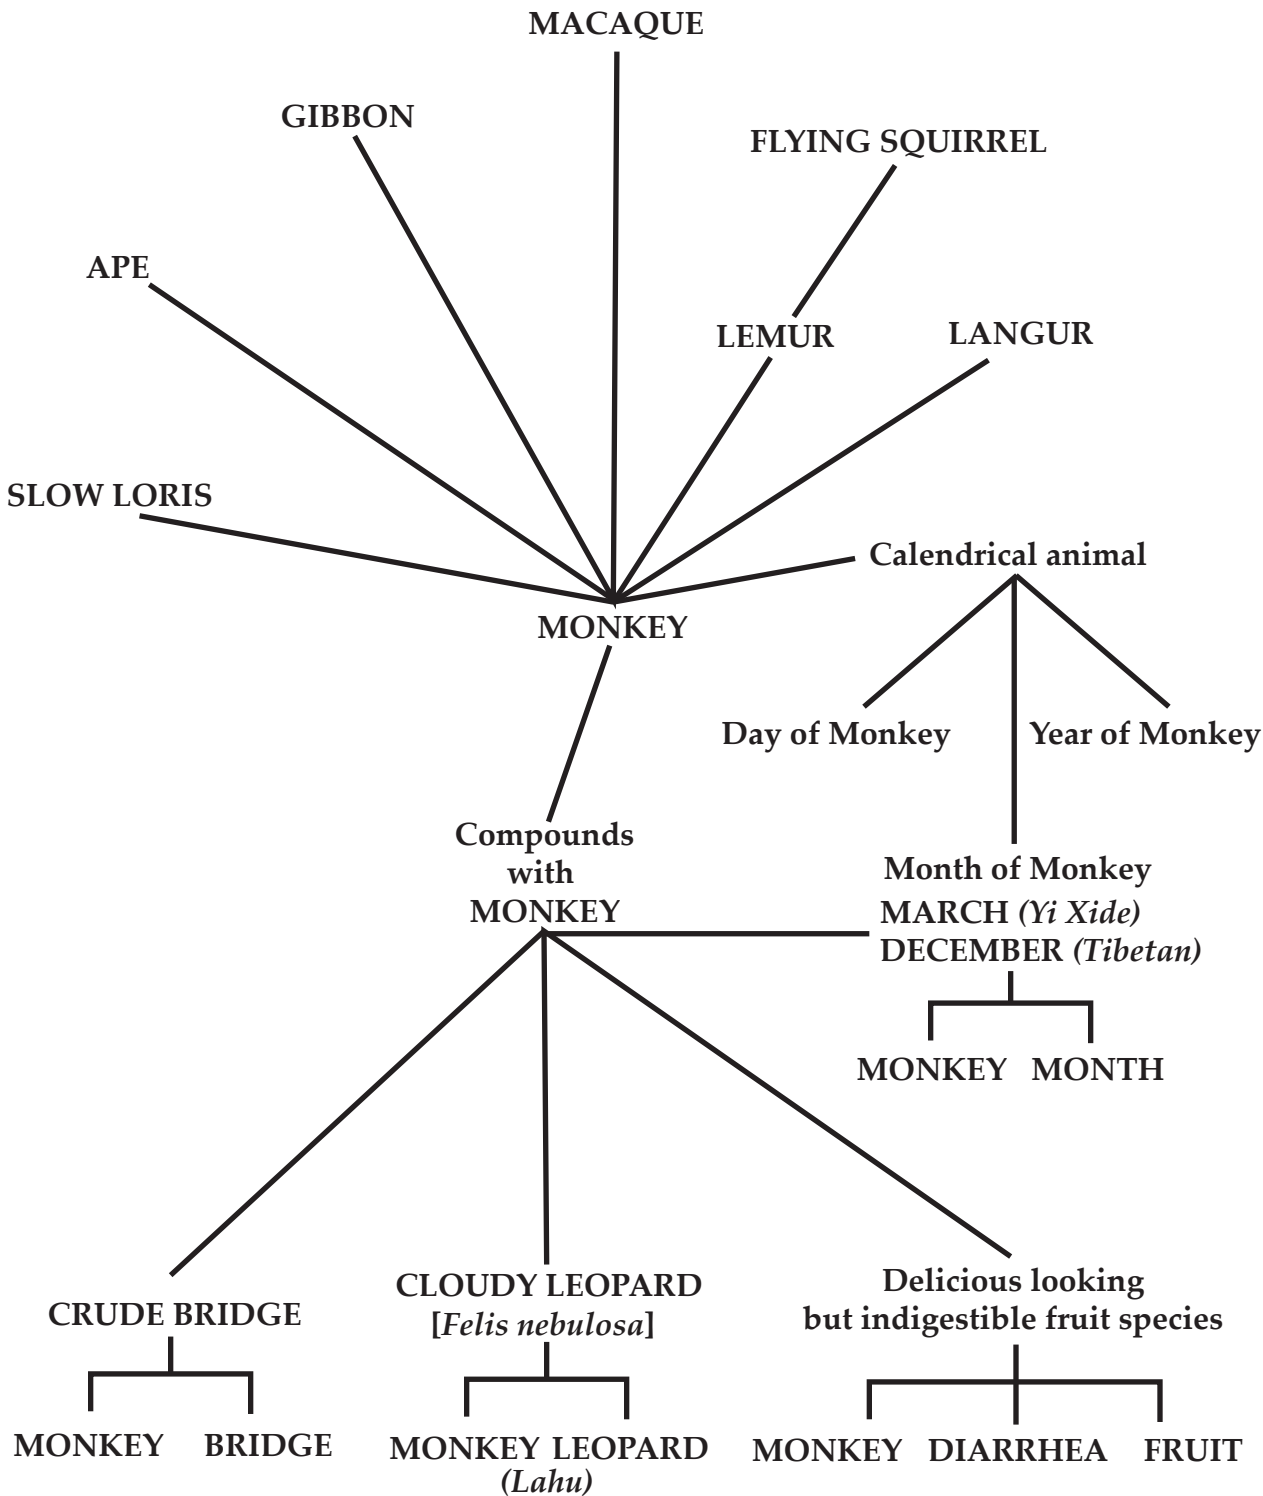 MACAQUE
GIBBON
FLYING SQUIRREL
APE
LEMUR
LANGUR
SLOW LORIS
Calendrical animal
MONKEY
Day of Monkey
Year of Monkey
Compounds
with
MONKEY
Month of Monkey
MARCH (Yi Xide)
DECEMBER (Tibetan)
MONKEY MONTH
CRUDE BRIDGE
MONKEY BRIDGE
CLOUDY LEOPARD
[Felis nebulosa]
MONKEY LEOPARD
(Lahu)
Delicious looking
but indigestible fruit species
MONKEY DIARRHEA FRUIT